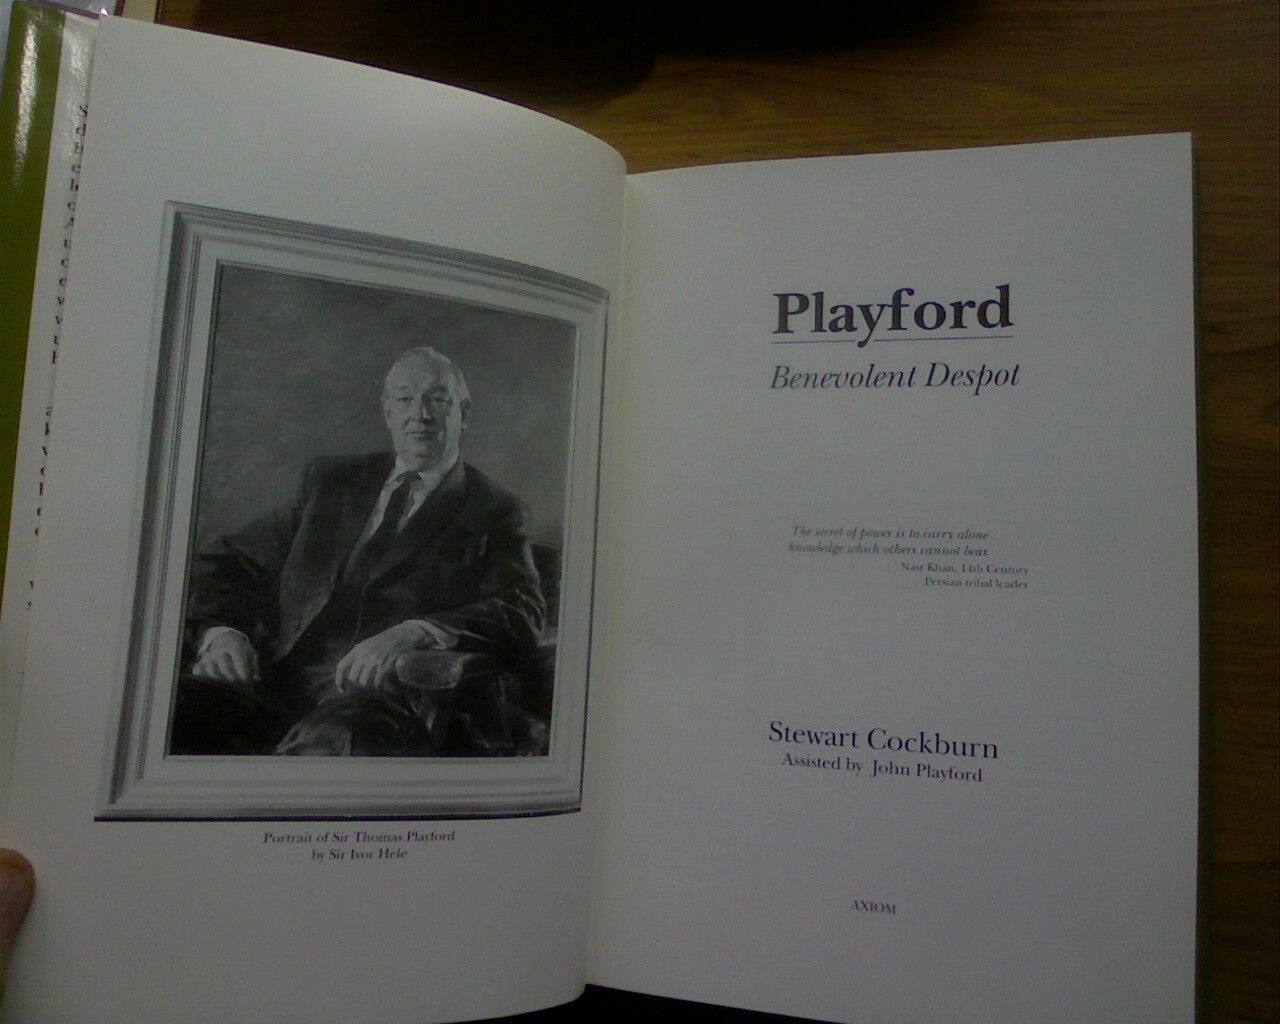 Portrait of Sir Thomas Playford
by Sir Ivor Hele
Playford
Benevolent Despot
The secret of power is to carry alone
knowledge which others cannot bear.
Nasr Khan, 14th Century
Persian tribal leader
Stewart Cockburn
Assisted by John Playford
AXIOM